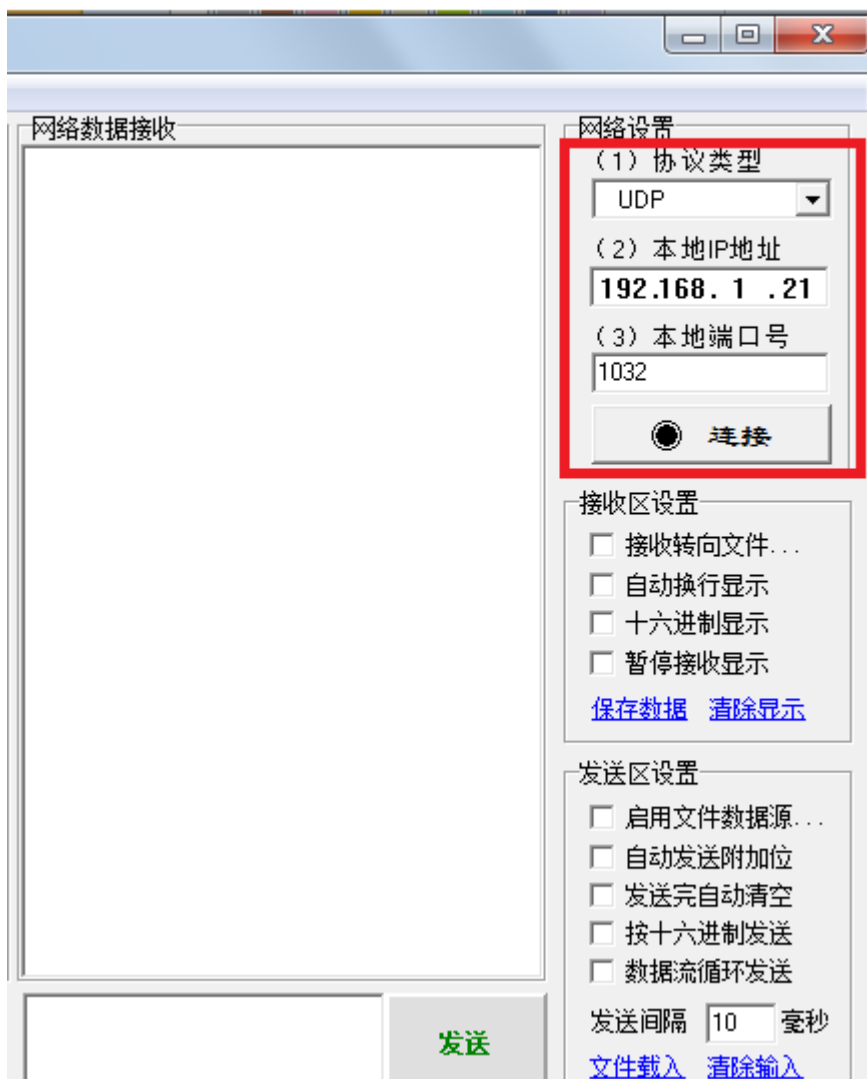 网络数据接收
网络设置
（1）协议类型
UDP
（2）本地IP地址
192.168. 1 .21
（3）本地端口号
1032
连接
接收区设置
接收转向文件...
自动换行显示
十六进制显示
暂停接收显示
保存数据 清除显示
发送区设置
启用文件数据源...
自动发送附加位
发送完自动清空
按十六进制发送
数据流循环发送
发送间隔 10 毫秒
文件载入 清除输入
发送